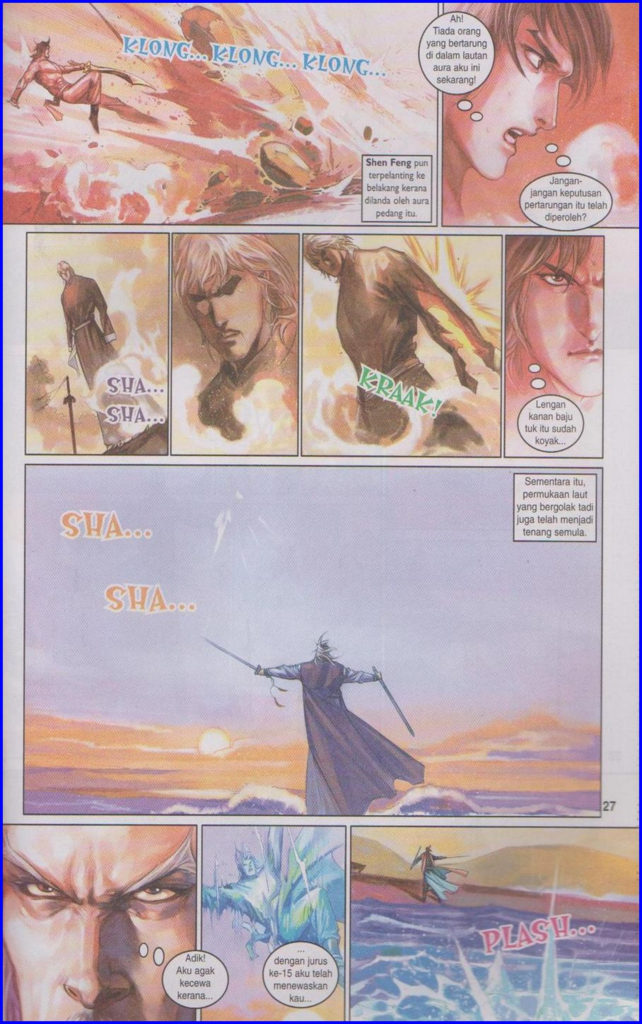 KLONG... KLONG... KLONG...
Shen Feng pun
terpelanting ke
belakang kerana
dilanda oleh aura
pedang itu.
Ah!
Tiada orang
yang bertarung
di dalam lautan
aura aku ini
sekarang!
Jangan-
jangan keputusan
pertarungan itu telah
diperoleh?
SHA...
SHA...
KRAAK!
Lengan
kanan baju
tuk itu sudah
koyak...
Sementara itu,
permukaan laut
yang bergolak tadi
juga telah menjadi
tenang semula.
SHA...
SHA...
27
Adik!
Aku agak
kecewa
kerana...
...
dengan jurus
ke-15 aku telah
menewaskan
kau...
PLASH...